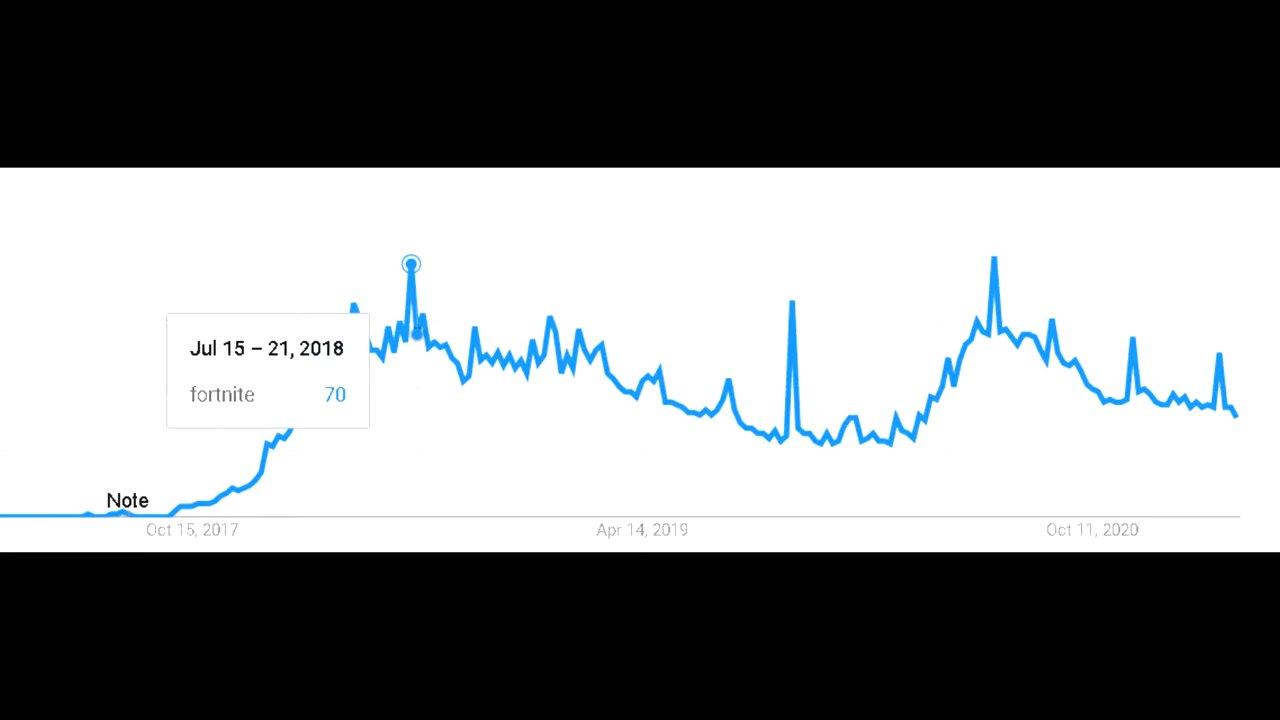 Jul 15 – 21, 2018
fortnite 70
Note
Oct 15, 2017 Apr 14, 2019 Oct 11, 2020